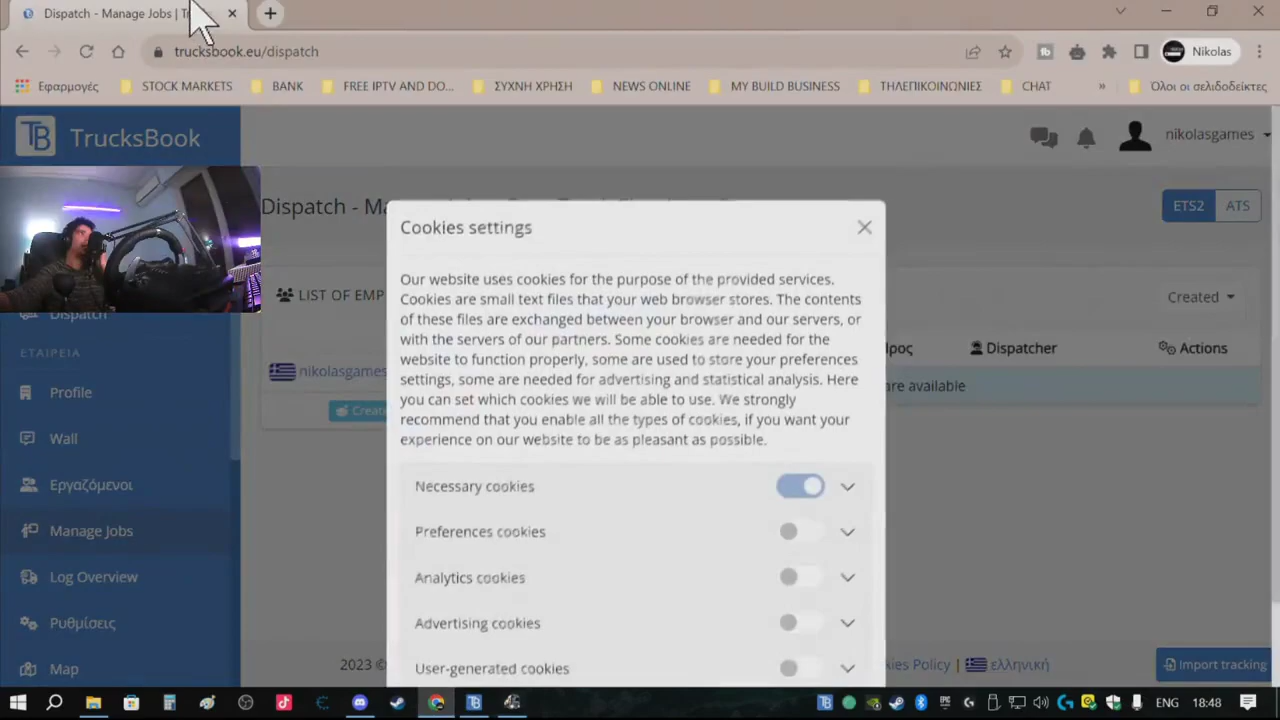 Dispatch - Manage Jobs | Tr
trucksbook.eu/dispatch
Nikolas
Εφαρμογές
STOCK MARKETS
BANK
FREE IPTV AND DO...
ΣΥΧΝΗ ΧΡΗΣΗ
NEWS ONLINE
MY BUILD BUSINESS
ΤΗΛΕΠΙΚΟΙΝΩΝΙΕΣ
CHAT
»
Όλοι οι σελιδοδείκτες
TB TrucksBook
nikolasgames
Dispatch - Ma
ETS2 ATS
Cookies settings
Our website uses cookies for the purpose of the provided services.
Cookies are small text files that your web browser stores. The contents
of these files are exchanged between your browser and our servers, or
with the servers of our partners. Some cookies are needed for the
website to function properly, some are used to store your preferences
settings, some are needed for advertising and statistical analysis. Here
you can set which cookies we will be able to use. We strongly
recommend that you enable all the types of cookies, if you want your
experience on our website to be as pleasant as possible.
Necessary cookies
Preferences cookies
Analytics cookies
Advertising cookies
User-generated cookies
LIST OF EMP
Created
ρος
Dispatcher
Actions
nikolasgames
are available
Create
Dispatch
ΕΤΑΙΡΕΙΑ
Profile
Wall
Εργαζόμενοι
Manage Jobs
Log Overview
Ρυθμίσεις
Map
2023 ©
kies Policy | ελληνική
Import tracking
ENG
18:48